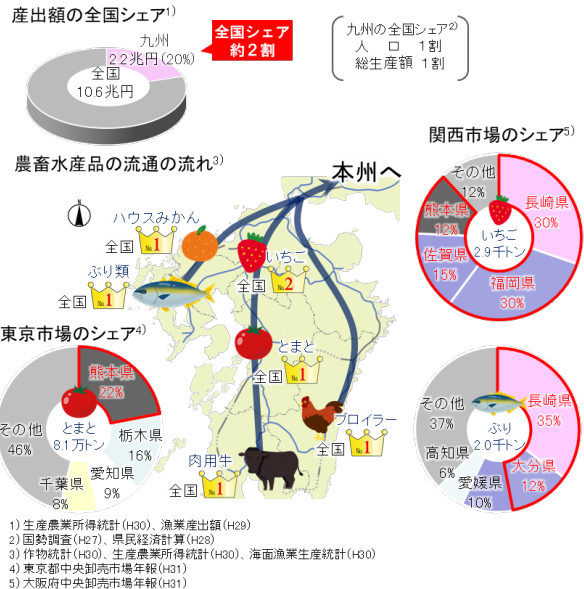 産出額の全国シェア1)
九州
2.2兆円(20%)
全国
10.6兆円
全国シェア
約２割
九州の全国シェア2)
人　口　1割
総生産額　1割
農畜水産品の流通の流れ3)
本州へ
ハウスみかん
全国 No 1
いちご
全国 No 2
ぶり類
全国 No 1
とまと
全国 No 1
ブロイラー
全国 No 1
肉用牛
全国 No 1
関西市場のシェア5)
その他
12%
長崎県
30%
熊本県
12%
いちご
2.9千トン
佐賀県
15%
福岡県
30%
東京市場のシェア4)
熊本県
22%
とまと
8.1万トン
その他
46%
栃木県
16%
愛知県
9%
千葉県
8%
その他
37%
長崎県
35%
ぶり
2.0千トン
高知県
6%
大分県
12%
愛媛県
10%
1)生産農業所得統計(H30)、漁業産出額(H29)
2)国勢調査(H27)、県民経済計算(H28)
3)作物統計(H30)、生産農業所得統計(H30)、海面漁業生産統計(H30)
4)東京都中央卸売市場年報(H31)
5)大阪府中央卸売市場年報(H31)